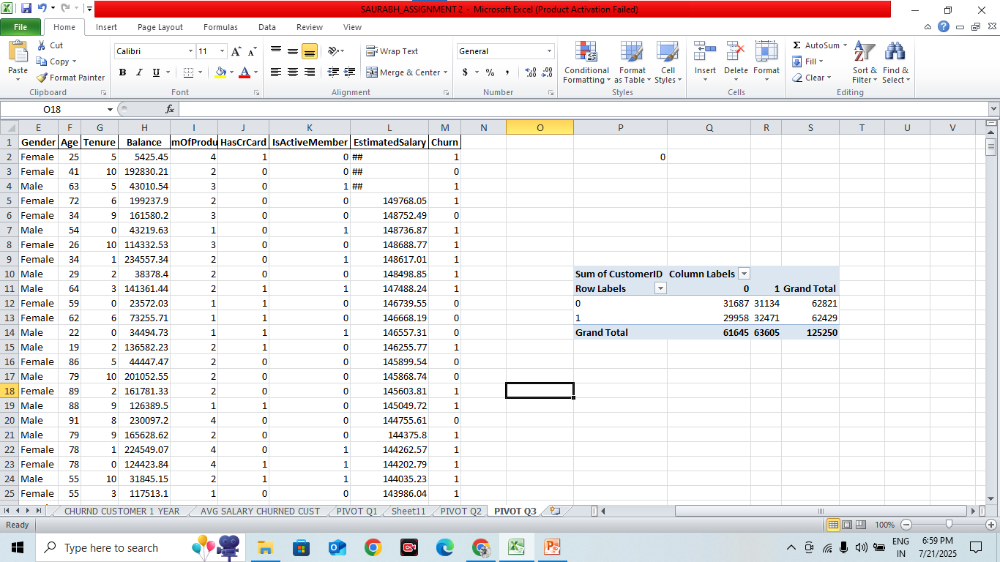 SAURABH_ASSIGNMENT 2 - Microsoft Excel (Product Activation Failed)
File Home Insert Page Layout Formulas Data Review View
Paste Cut Copy Format Painter Clipboard
Calibri 11 B I U Font
Wrap Text Merge & Center Alignment
General $ % , Number
Conditional Formatting Format as Table Cell Styles Styles
Insert Delete Format Cells
Σ AutoSum Fill Clear Sort & Filter Find & Select Editing
O18 fx
E F G H I J K L M N O P Q R S T U V
1 Gender Age Tenure Balance mOfProdu HasCrCard IsActiveMember EstimatedSalary Churn
2 Female 25 5 5425.45 4 1 0 ## 1 0
3 Female 41 10 192830.21 2 0 0 ## 0
4 Male 63 5 43010.54 3 0 1 ## 1
5 Female 72 6 199237.9 2 0 0 149768.05 1
6 Female 34 9 161580.2 3 0 0 148752.49 0
7 Male 54 0 43219.63 1 0 1 148736.87 1
8 Female 26 10 114332.53 3 0 0 148688.77 1
9 Female 34 1 234557.34 2 0 1 148617.01 1
10 Male 29 2 38378.4 2 0 0 148498.85 1 Sum of CustomerID Column Labels
11 Male 64 3 141361.44 2 1 1 147488.24 1 Row Labels 0 1 Grand Total
12 Female 59 0 23572.03 1 1 0 146739.55 0 0 31687 31134 62821
13 Female 62 6 73255.71 1 1 0 146668.19 0 1 29958 32471 62429
14 Male 22 0 34494.73 1 1 1 146557.31 0 Grand Total 61645 63605 125250
15 Male 19 2 136582.23 2 1 0 146255.77 1
16 Female 86 5 44447.47 2 0 0 145899.54 0
17 Male 79 10 201052.55 2 0 0 145868.74 0
18 Female 89 2 161781.33 2 0 0 145603.81 1
19 Male 88 9 126389.5 1 1 0 145049.72 1
20 Male 91 8 230097.2 4 0 0 144755.61 0
21 Male 79 9 165628.62 2 0 0 144375.8 1
22 Female 78 1 224549.07 4 0 1 144262.57 1
23 Female 78 0 124423.84 4 1 1 144202.79 1
24 Male 55 10 31845.15 2 1 1 144035.23 1
25 Female 55 3 117513.1 1 0 0 143986.04 1
CHURND CUSTOMER 1 YEAR AVG SALARY CHURNED CUST PIVOT Q1 Sheet11 PIVOT Q2 PIVOT Q3
Ready 100%
Type here to search ENG IN 6:59 PM 7/21/2025